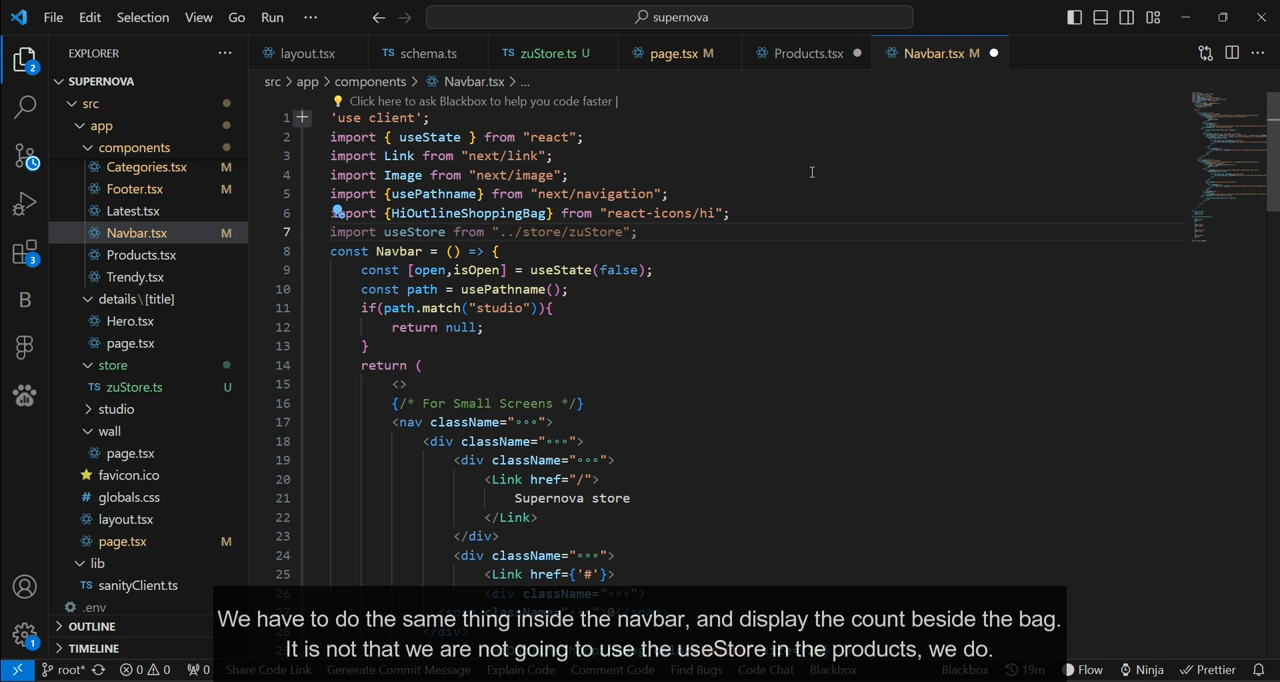 File Edit Selection View Go Run ···
supernova
EXPLORER
SUPERNOVA
src
app
components
Categories.tsx M
Footer.tsx M
Latest.tsx
Navbar.tsx M
Products.tsx
Trendy.tsx
details\[title]
Hero.tsx
page.tsx
store
TS zuStore.ts U
studio
wall
page.tsx
favicon.ico
# globals.css
layout.tsx
page.tsx M
lib
TS sanityClient.ts
.env
OUTLINE
TIMELINE
2
3
1
layout.tsx
TS schema.ts
TS zuStore.ts U
page.tsx M
Products.tsx
Navbar.tsx M
src > app > components > Navbar.tsx > ...
Click here to ask Blackbox to help you code faster |
1 'use client';
2 import { useState } from "react";
3 import Link from "next/link";
4 import Image from "next/image";
5 import {usePathname} from "next/navigation";
6 import {HiOutlineShoppingBag} from "react-icons/hi";
7 import useStore from "../store/zuStore";
8 const Navbar = () => {
9 const [open,isOpen] = useState(false);
10 const path = usePathname();
11 if(path.match("studio")){
12 return null;
13 }
14 return (
15 <>
16 {/* For Small Screens */}
17 <nav className="···">
18 <div className="···">
19 <div className="···">
20 <Link href="/">
21 Supernova store
22 </Link>
23 </div>
24 <div className="···">
25 <Link href={'#'}>
26 <div className="···">
We have to do the same thing inside the navbar, and display the count beside the bag.
It is not that we are not going to use the useStore in the products, we do.
root* 0 0 0 Share Code Link Generate Commit Message Explain Code Comment Code Find Bugs Code Chat Blackbox Blackbox 19m Flow Ninja Prettier